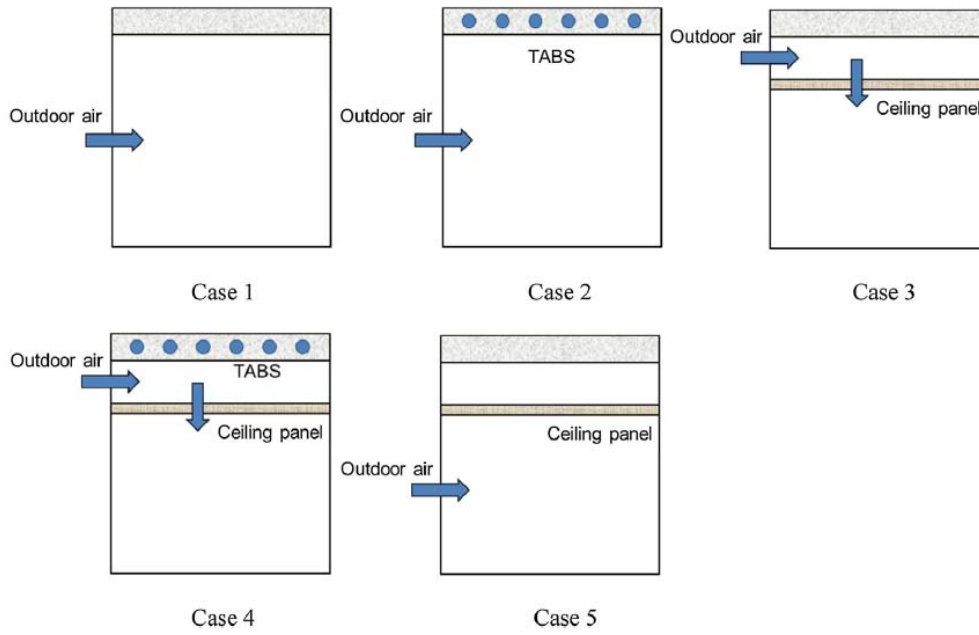 Outdoor air
Case 1
TABS
Outdoor air
Case 2
Outdoor air
Ceiling panel
Case 3
Outdoor air
TABS
Ceiling panel
Case 4
Ceiling panel
Outdoor air
Case 5